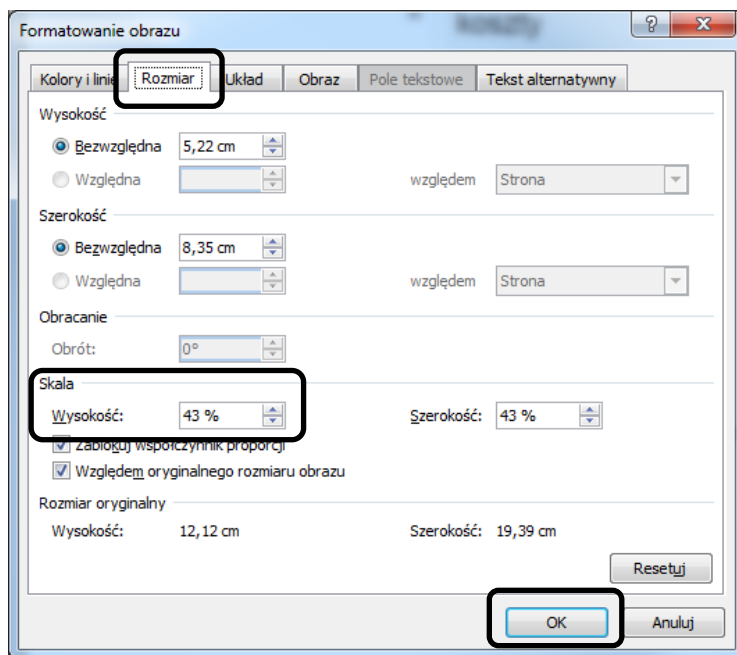 koszty
Formatowanie obrazu
Kolory i linie Rozmiar Układ Obraz Pole tekstowe Tekst alternatywny
Wysokość
Bezwzględna 5,22 cm
Względna względem Strona
Szerokość
Bezwzględna 8,35 cm
Względna względem Strona
Obracanie
Obrót: 0°
Skala
Wysokość: 43 % Szerokość: 43 %
Zablokuj współczynnik proporcji
Względem oryginalnego rozmiaru obrazu
Rozmiar oryginalny
Wysokość: 12,12 cm Szerokość: 19,39 cm
Resetuj
OK Anuluj